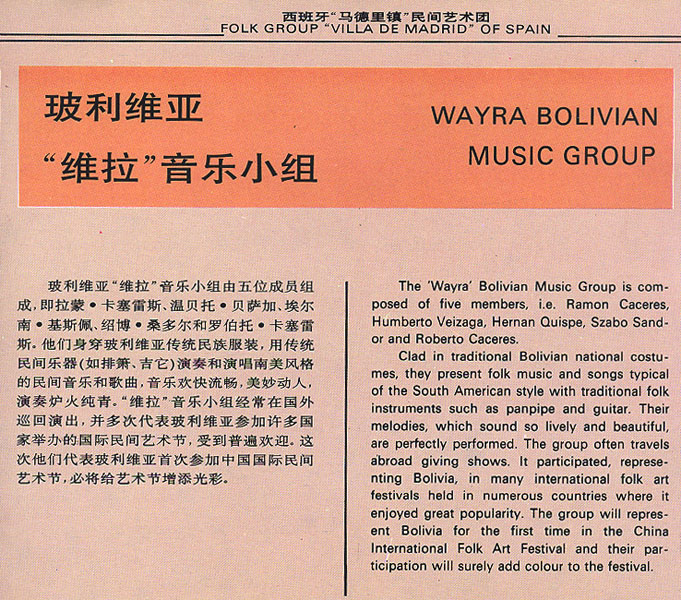 西班牙“马德里镇”民间艺术团
FOLK GROUP “VILLA DE MADRID” OF SPAIN
玻利维亚
“维拉”音乐小组
WAYRA BOLIVIAN
MUSIC GROUP
玻利维亚“维拉”音乐小组由五位成员组
成,即拉蒙•卡塞雷斯、温贝托•贝萨加、埃尔
南•基斯佩、绍博•桑多尔和罗伯托•卡塞雷
斯。他们身穿玻利维亚传统民族服装,用传统
民间乐器(如排箫、吉它)演奏和演唱南美风格
的民间音乐和歌曲,音乐欢快流畅,美妙动人,
演奏炉火纯青。“维拉”音乐小组经常在国外
巡回演出,并多次代表玻利维亚参加许多国
家举办的国际民间艺术节,受到普遍欢迎。这
次他们代表玻利维亚首次参加中国国际民间
艺术节,必将给艺术节增添光彩。
The 'Wayra' Bolivian Music Group is com-
posed of five members, i.e. Ramon Caceres,
Humberto Veizaga, Hernan Quispe, Szabo Sand-
or and Roberto Caceres.
Clad in traditional Bolivian national costu-
mes, they present folk music and songs typical
of the South American style with traditional folk
instruments such as panpipe and guitar. Their
melodies, which sound so lively and beautiful,
are perfectly performed. The group often travels
abroad giving shows. It participated, represe-
nting Bolivia, in many international folk art
festivals held in numerous countries where it
enjoyed great popularity. The group will repres-
ent Bolivia for the first time in the China
International Folk Art Festival and their par-
ticipation will surely add colour to the festival.